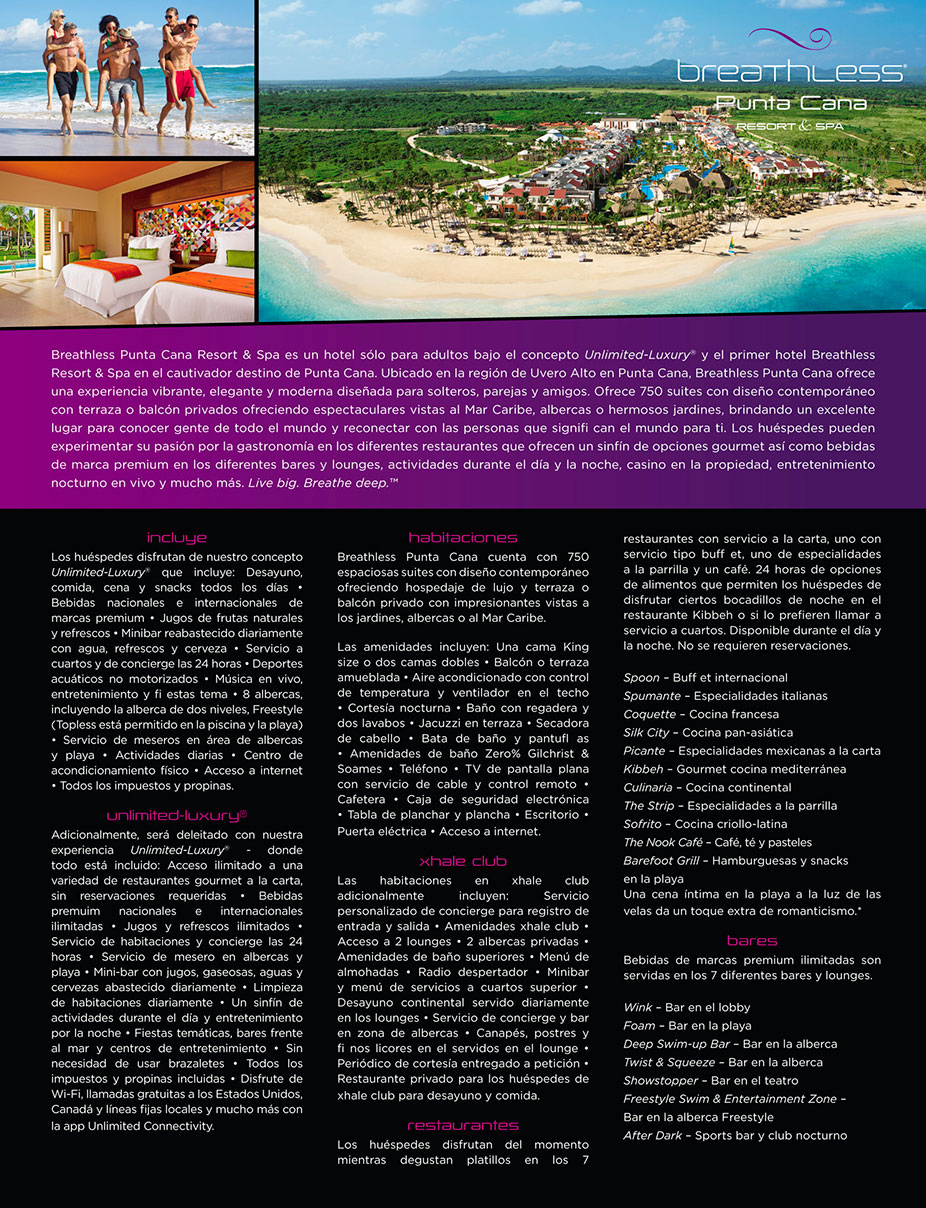 breathless®
Punta Cana
RESORT & SPA
Breathless Punta Cana Resort & Spa es un hotel sólo para adultos bajo el concepto Unlimited-Luxury® y el primer hotel Breathless
Resort & Spa en el cautivador destino de Punta Cana. Ubicado en la región de Uvero Alto en Punta Cana, Breathless Punta Cana ofrece
una experiencia vibrante, elegante y moderna diseñada para solteros, parejas y amigos. Ofrece 750 suites con diseño contemporáneo
con terraza o balcón privados ofreciendo espectaculares vistas al Mar Caribe, albercas o hermosos jardines, brindando un excelente
lugar para conocer gente de todo el mundo y reconectar con las personas que signifi can el mundo para ti. Los huéspedes pueden
experimentar su pasión por la gastronomía en los diferentes restaurantes que ofrecen un sinfín de opciones gourmet así como bebidas
de marca premium en los diferentes bares y lounges, actividades durante el día y la noche, casino en la propiedad, entretenimiento
nocturno en vivo y mucho más. Live big. Breathe deep.™
incluye
Los huéspedes disfrutan de nuestro concepto
Unlimited-Luxury® que incluye: Desayuno,
comida, cena y snacks todos los días •
Bebidas nacionales e internacionales de
marcas premium • Jugos de frutas naturales
y refrescos • Minibar reabastecido diariamente
con agua, refrescos y cerveza • Servicio a
cuartos y de concierge las 24 horas • Deportes
acuáticos no motorizados • Música en vivo,
entretenimiento y fi estas tema • 8 albercas,
incluyendo la alberca de dos niveles, Freestyle
(Topless está permitido en la piscina y la playa)
• Servicio de meseros en área de albercas
y playa • Actividades diarias • Centro de
acondicionamiento físico • Acceso a internet
• Todos los impuestos y propinas.
unlimited-luxury®
Adicionalmente, será deleitado con nuestra
experiencia Unlimited-Luxury® - donde
todo está incluido: Acceso ilimitado a una
variedad de restaurantes gourmet a la carta,
sin reservaciones requeridas • Bebidas
premuim nacionales e internacionales
ilimitadas • Jugos y refrescos ilimitados •
Servicio de habitaciones y concierge las 24
horas • Servicio de mesero en albercas y
playa • Mini-bar con jugos, gaseosas, aguas y
cervezas abastecido diariamente • Limpieza
de habitaciones diariamente • Un sinfín de
actividades durante el día y entretenimiento
por la noche • Fiestas temáticas, bares frente
al mar y centros de entretenimiento • Sin
necesidad de usar brazaletes • Todos los
impuestos y propinas incluidas • Disfrute de
Wi-Fi, llamadas gratuitas a los Estados Unidos,
Canadá y líneas fijas locales y mucho más con
la app Unlimited Connectivity.
habitaciones
Breathless Punta Cana cuenta con 750
espaciosas suites con diseño contemporáneo
ofreciendo hospedaje de lujo y terraza o
balcón privado con impresionantes vistas a
los jardines, albercas o al Mar Caribe.
Las amenidades incluyen: Una cama King
size o dos camas dobles • Balcón o terraza
amueblada • Aire acondicionado con control
de temperatura y ventilador en el techo
• Cortesía nocturna • Baño con regadera y
dos lavabos • Jacuzzi en terraza • Secadora
de cabello • Bata de baño y pantufl as
• Amenidades de baño Zero% Gilchrist &
Soames • Teléfono • TV de pantalla plana
con servicio de cable y control remoto •
Cafetera • Caja de seguridad electrónica
• Tabla de planchar y plancha • Escritorio •
Puerta eléctrica • Acceso a internet.
xhale club
Las habitaciones en xhale club
adicionalmente incluyen: Servicio
personalizado de concierge para registro de
entrada y salida • Amenidades xhale club •
Acceso a 2 lounges • 2 albercas privadas •
Amenidades de baño superiores • Menú de
almohadas • Radio despertador • Minibar
y menú de servicios a cuartos superior •
Desayuno continental servido diariamente
en los lounges • Servicio de concierge y bar
en zona de albercas • Canapés, postres y
fi nos licores en el servidos en el lounge •
Periódico de cortesía entregado a petición •
Restaurante privado para los huéspedes de
xhale club para desayuno y comida.
restaurantes
Los huéspedes disfrutan del momento
mientras degustan platillos en los 7
restaurantes con servicio a la carta, uno con
servicio tipo buff et, uno de especialidades
a la parrilla y un café. 24 horas de opciones
de alimentos que permiten los huéspedes de
disfrutar ciertos bocadillos de noche en el
restaurante Kibbeh o si lo prefieren llamar a
servicio a cuartos. Disponible durante el día y
la noche. No se requieren reservaciones.
Spoon – Buff et internacional
Spumante – Especialidades italianas
Coquette – Cocina francesa
Silk City – Cocina pan-asiática
Picante – Especialidades mexicanas a la carta
Kibbeh – Gourmet cocina mediterránea
Culinaria – Cocina continental
The Strip – Especialidades a la parrilla
Sofrito – Cocina criollo-latina
The Nook Café – Café, té y pasteles
Barefoot Grill – Hamburguesas y snacks
en la playa
Una cena íntima en la playa a la luz de las
velas da un toque extra de romanticismo.*
bares
Bebidas de marcas premium ilimitadas son
servidas en los 7 diferentes bares y lounges.
Wink – Bar en el lobby
Foam – Bar en la playa
Deep Swim-up Bar – Bar en la alberca
Twist & Squeeze – Bar en la alberca
Showstopper – Bar en el teatro
Freestyle Swim & Entertainment Zone –
Bar en la alberca Freestyle
After Dark – Sports bar y club nocturno